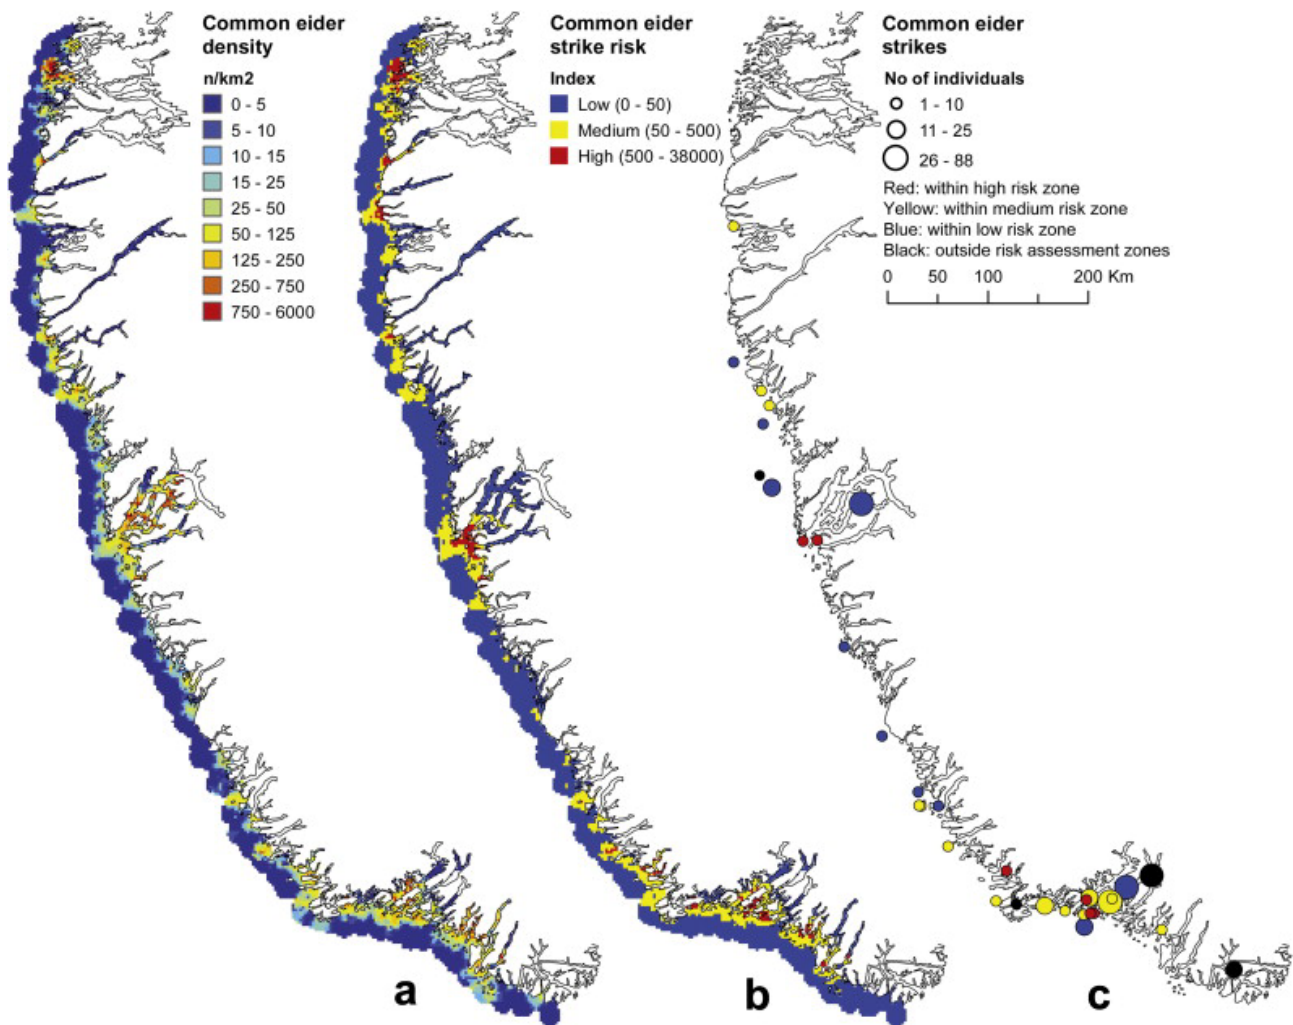 Common eider
density
n/km2
0 - 5
5 - 10
10 - 15
15 - 25
25 - 50
50 - 125
125 - 250
250 - 750
750 - 6000
Common eider
strike risk
Index
Low (0 - 50)
Medium (50 - 500)
High (500 - 38000)
Common eider
strikes
No of individuals
1 - 10
11 - 25
26 - 88
Red: within high risk zone
Yellow: within medium risk zone
Blue: within low risk zone
Black: outside risk assessment zones
0 50 100 200 Km
a b c